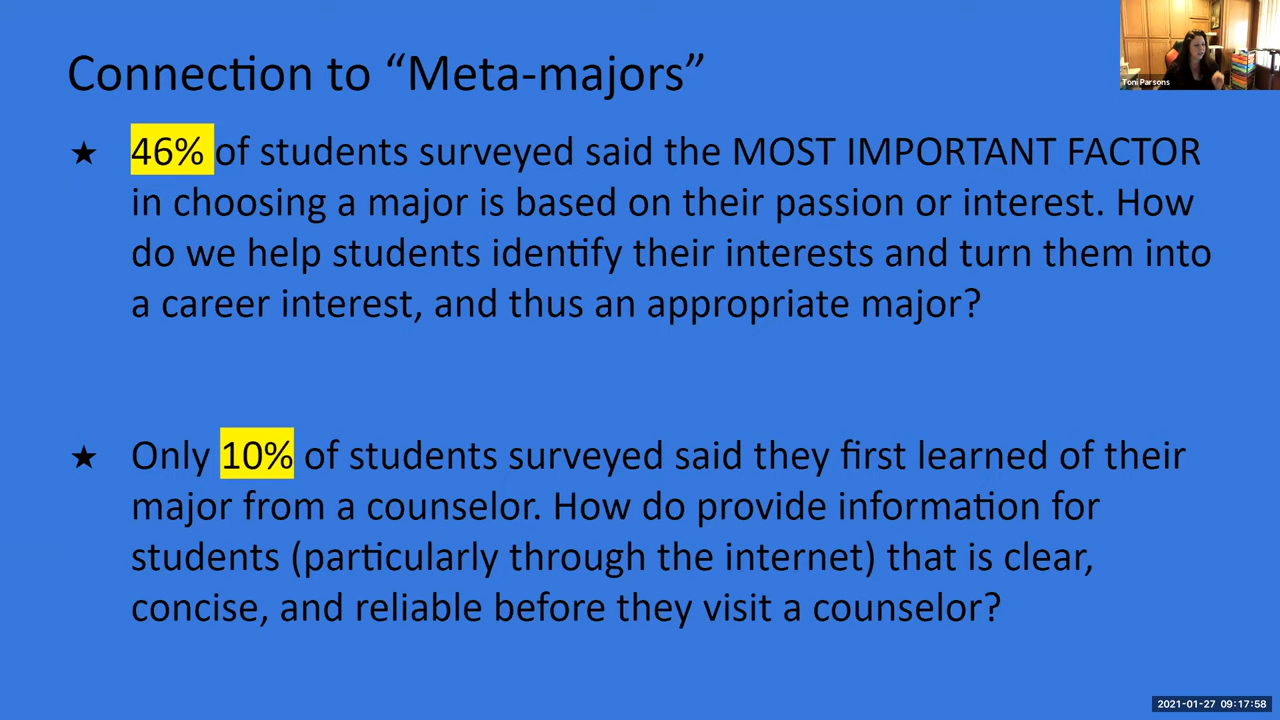 Connection to “Meta-majors”
Toni Parsons
★ 46% of students surveyed said the MOST IMPORTANT FACTOR
in choosing a major is based on their passion or interest. How
do we help students identify their interests and turn them into
a career interest, and thus an appropriate major?
★ Only 10% of students surveyed said they first learned of their
major from a counselor. How do provide information for
students (particularly through the internet) that is clear,
concise, and reliable before they visit a counselor?
2021-01-27 09:17:58